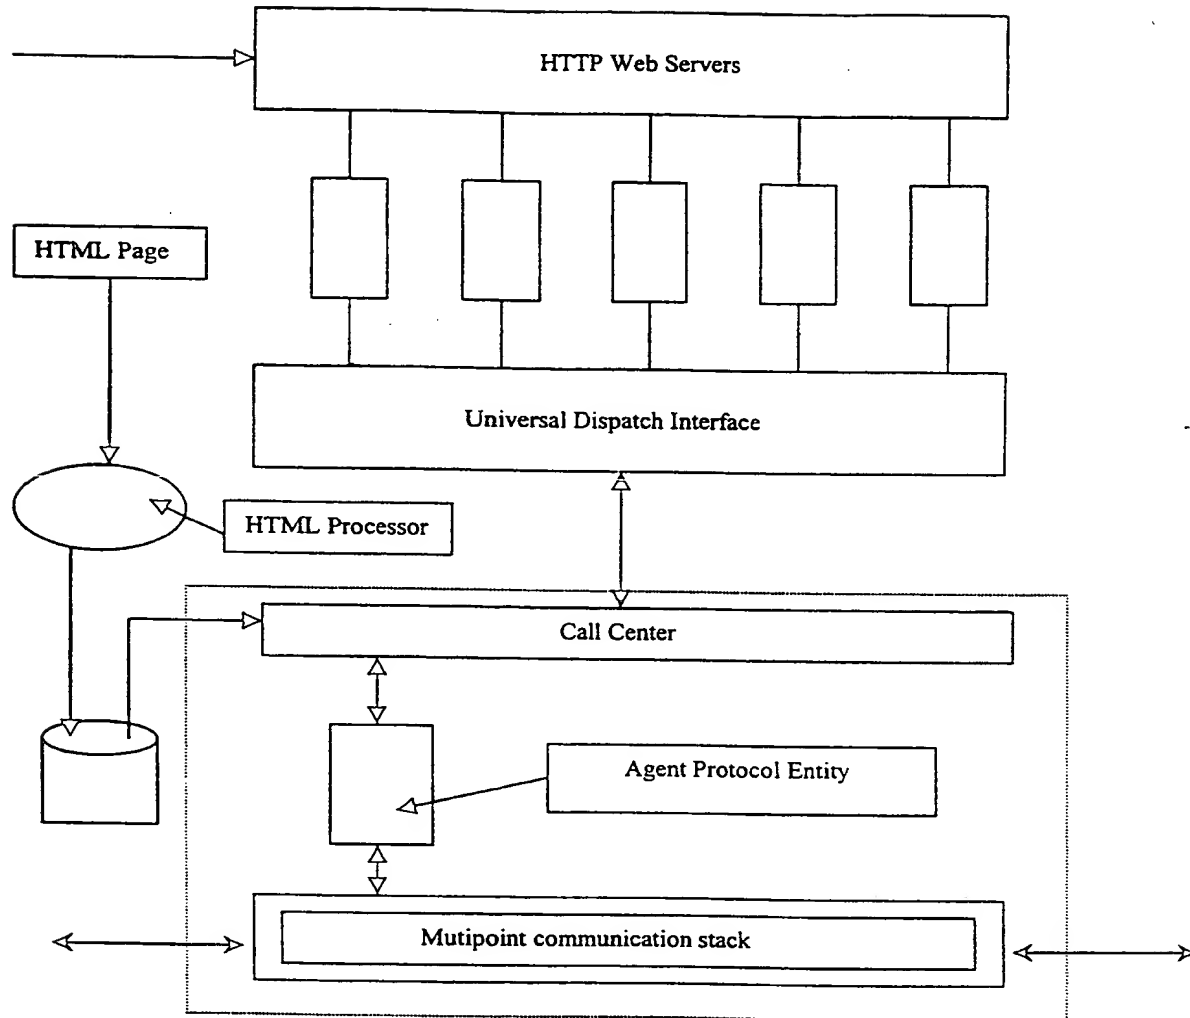 HTTP Web Servers
HTML Page
Universal Dispatch Interface
HTML Processor
Call Center
Agent Protocol Entity
Mutipoint communication stack